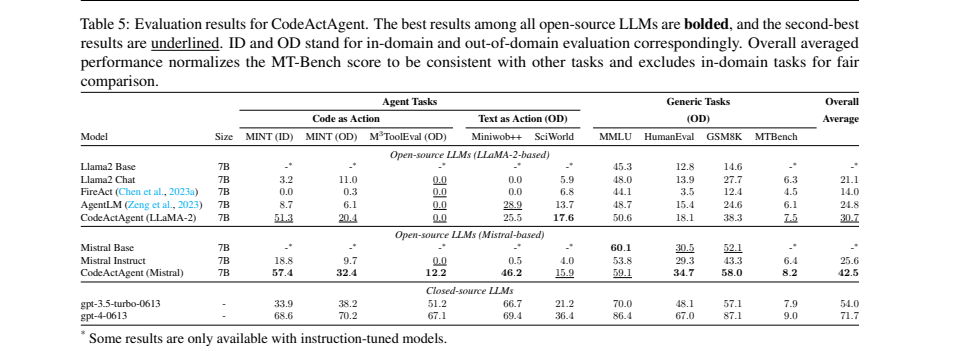 Table 5: Evaluation results for CodeActAgent. The best results among all open-source LLMs are bolded, and the second-best
results are underlined. ID and OD stand for in-domain and out-of-domain evaluation correspondingly. Overall averaged
performance normalizes the MT-Bench score to be consistent with other tasks and excludes in-domain tasks for fair
comparison.
Agent Tasks Generic Tasks Overall
Code as Action Text as Action (OD) (OD) Average
Model Size MINT (ID) MINT (OD) M³ToolEval (OD) Miniwob++ SciWorld MMLU HumanEval GSM8K MTBench
Open-source LLMs (LLaMA-2-based)
Llama2 Base 7B -* -* -* -* -* 45.3 12.8 14.6 -* -*
Llama2 Chat 7B 3.2 11.0 0.0 0.0 5.9 48.0 13.9 27.7 6.3 21.1
FireAct (Chen et al., 2023a) 7B 0.0 0.3 0.0 0.0 6.8 44.1 3.5 12.4 4.5 14.0
AgentLM (Zeng et al., 2023) 7B 8.7 6.1 0.0 28.9 13.7 48.7 15.4 24.6 6.1 24.8
CodeActAgent (LLaMA-2) 7B 51.3 20.4 0.0 25.5 17.6 50.6 18.1 38.3 7.5 30.7
Open-source LLMs (Mistral-based)
Mistral Base 7B -* -* -* -* -* 60.1 30.5 52.1 -* -*
Mistral Instruct 7B 18.8 9.7 0.0 0.5 4.0 53.8 29.3 43.3 6.4 25.6
CodeActAgent (Mistral) 7B 57.4 32.4 12.2 46.2 15.9 59.1 34.7 58.0 8.2 42.5
Closed-source LLMs
gpt-3.5-turbo-0613 - 33.9 38.2 51.2 66.7 21.2 70.0 48.1 57.1 7.9 54.0
gpt-4-0613 - 68.6 70.2 67.1 69.4 36.4 86.4 67.0 87.1 9.0 71.7
* Some results are only available with instruction-tuned models.